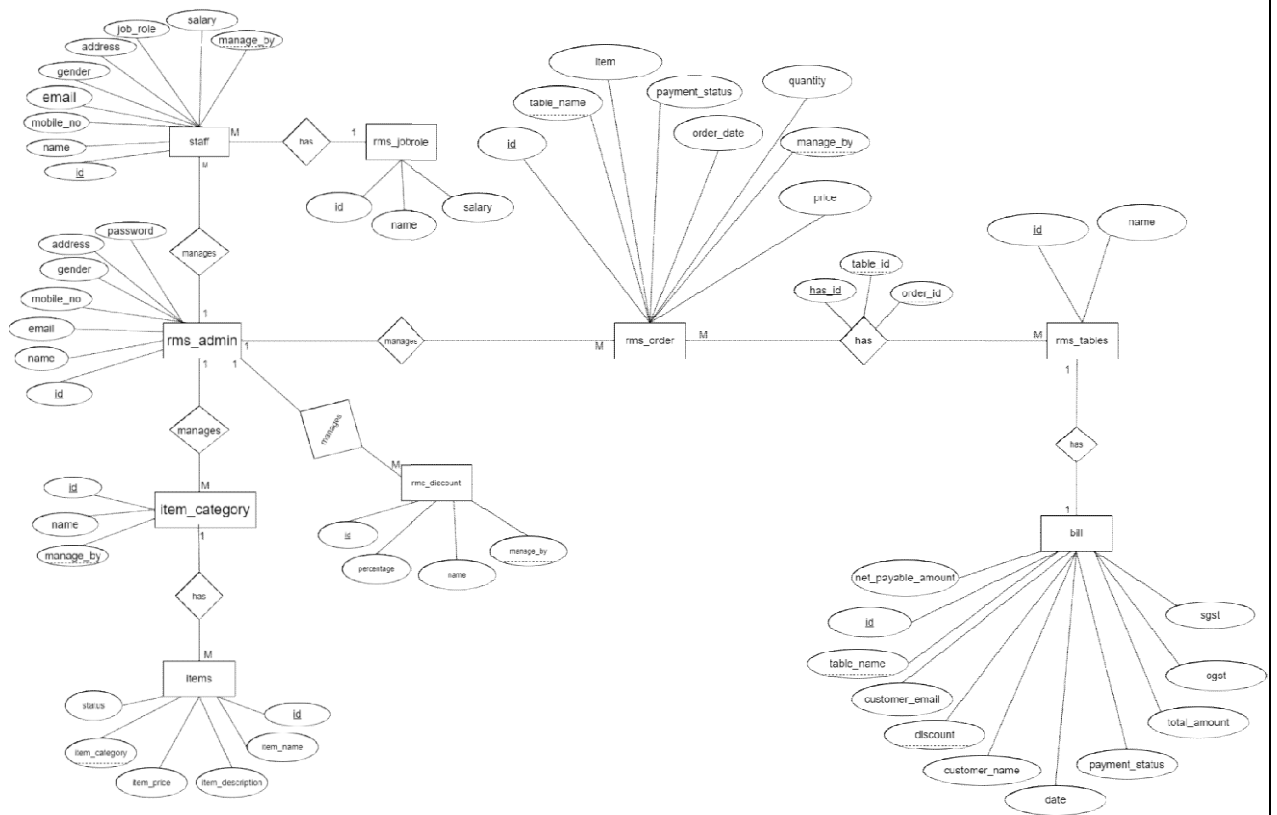 salary
job_role
manage_by
address
gender
email
mobile_no
name
id
staff
M
has
1
rms_jobrole
id
name
salary
M
manages
1
password
address
gender
mobile_no
email
name
id
rms_admin
1
manages
M
item
table_name
payment_status
quantity
id
order_date
manage_by
price
rms_order
M
has_id
table_id
order_id
has
M
rms_tables
id
name
1
has
1
bill
net_payable_amount
id
table_name
customer_email
discount
customer_name
date
payment_status
total_amount
sgst
1
manages
M
rms_discount
percentage
name
manage_by
1
manages
M
item_category
id
name
manage_by
1
has
M
items
status
item_category
item_price
item_description
item_name
id